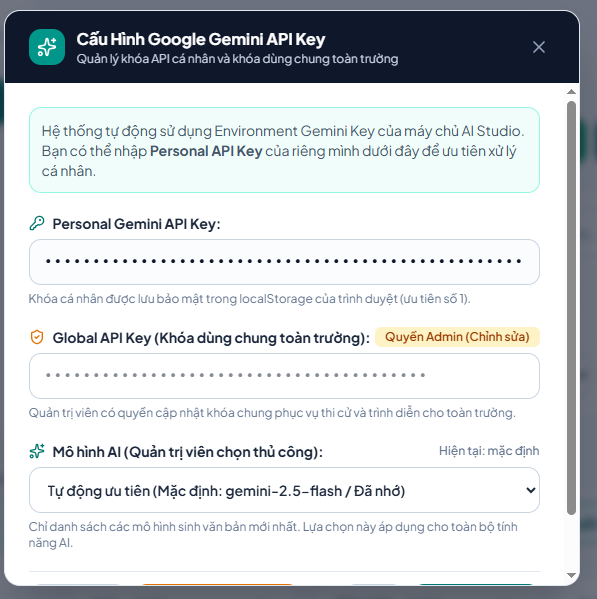 Cấu Hình Google Gemini API Key
Quản lý khóa API cá nhân và khóa dùng chung toàn trường
Hệ thống tự động sử dụng Environment Gemini Key của máy chủ AI Studio.
Bạn có thể nhập Personal API Key của riêng mình dưới đây để ưu tiên xử lý
cá nhân.
Personal Gemini API Key:
Khóa cá nhân được lưu bảo mật trong localStorage của trình duyệt (ưu tiên số 1).
Global API Key (Khóa dùng chung toàn trường): Quyền Admin (Chỉnh sửa)
Quản trị viên có quyền cập nhật khóa chung phục vụ thi cử và trình diễn cho toàn trường.
Mô hình AI (Quản trị viên chọn thủ công): Hiện tại: mặc định
Tự động ưu tiên (Mặc định: gemini-2.5-flash / Đã nhớ)
Chỉ danh sách các mô hình sinh văn bản mới nhất. Lựa chọn này áp dụng cho toàn bộ tính
năng AI.